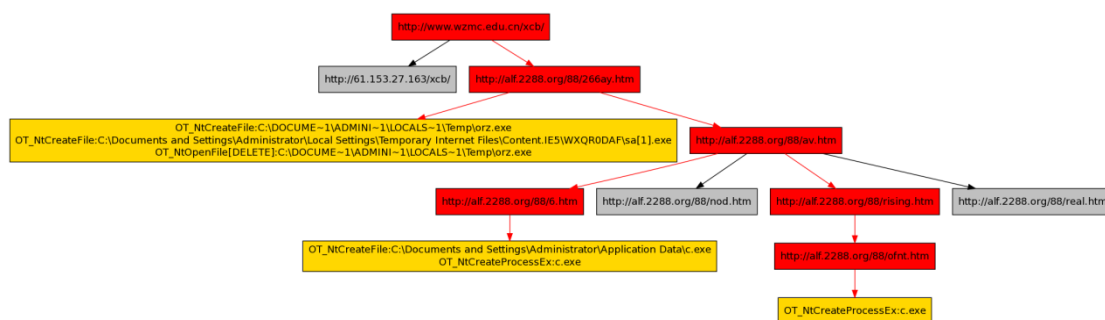 http://www.wzmc.edu.cn/xcb/
http://61.153.27.163/xcb/
http://alf.2288.org/88/266ay.htm
OT_NtCreateFile:C:\DOCUME~1\ADMINI~1\LOCALS~1\Temp\orz.exe
OT_NtCreateFile:C:\Documents and Settings\Administrator\Local Settings\Temporary Internet Files\Content.IE5\WXQR0DAF\sa[1].exe
OT_NtOpenFile[DELETE]:C:\DOCUME~1\ADMINI~1\LOCALS~1\Temp\orz.exe
http://alf.2288.org/88/av.htm
http://alf.2288.org/88/6.htm
http://alf.2288.org/88/nod.htm
http://alf.2288.org/88/rising.htm
http://alf.2288.org/88/real.htm
OT_NtCreateFile:C:\Documents and Settings\Administrator\Application Data\c.exe
OT_NtCreateProcessEx:c.exe
http://alf.2288.org/88/ofnt.htm
OT_NtCreateProcessEx:c.exe